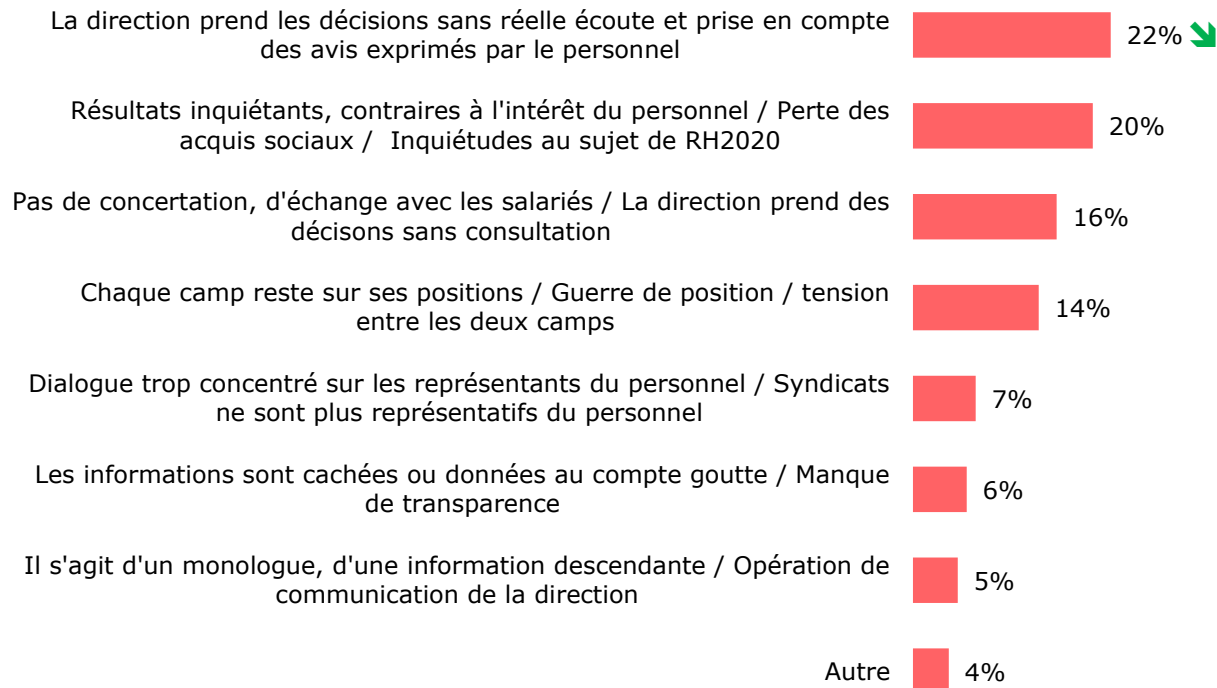 La direction prend les décisions sans réelle écoute et prise en compte
des avis exprimés par le personnel
22%
Résultats inquiétants, contraires à l'intérêt du personnel / Perte des
acquis sociaux /  Inquiétudes au sujet de RH2020
20%
Pas de concertation, d'échange avec les salariés / La direction prend des
décisons sans consultation
16%
Chaque camp reste sur ses positions / Guerre de position / tension
entre les deux camps
14%
Dialogue trop concentré sur les représentants du personnel / Syndicats
ne sont plus représentatifs du personnel
7%
Les informations sont cachées ou données au compte goutte / Manque
de transparence
6%
Il s'agit d'un monologue, d'une information descendante / Opération de
communication de la direction
5%
Autre
4%